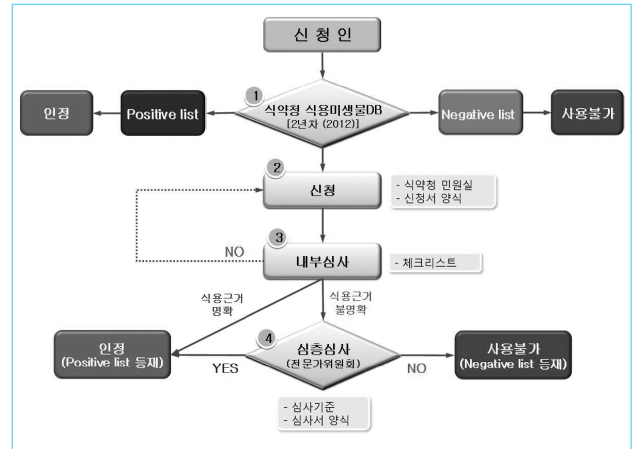 신 청 인
1
식약청 식용미생물DB
[2년차 (2012)]
인정
Positive list
Negative list
사용불가
2
신청
- 식약청 민원실
- 신청서 양식
NO
3
내부심사
- 체크리스트
식용근거
명확
식용근거
불명확
4
심층심사
(전문가위원회)
인정
(Positive list 등재)
YES
NO
사용불가
(Negative list 등재)
- 심사기준
- 심사서 양식